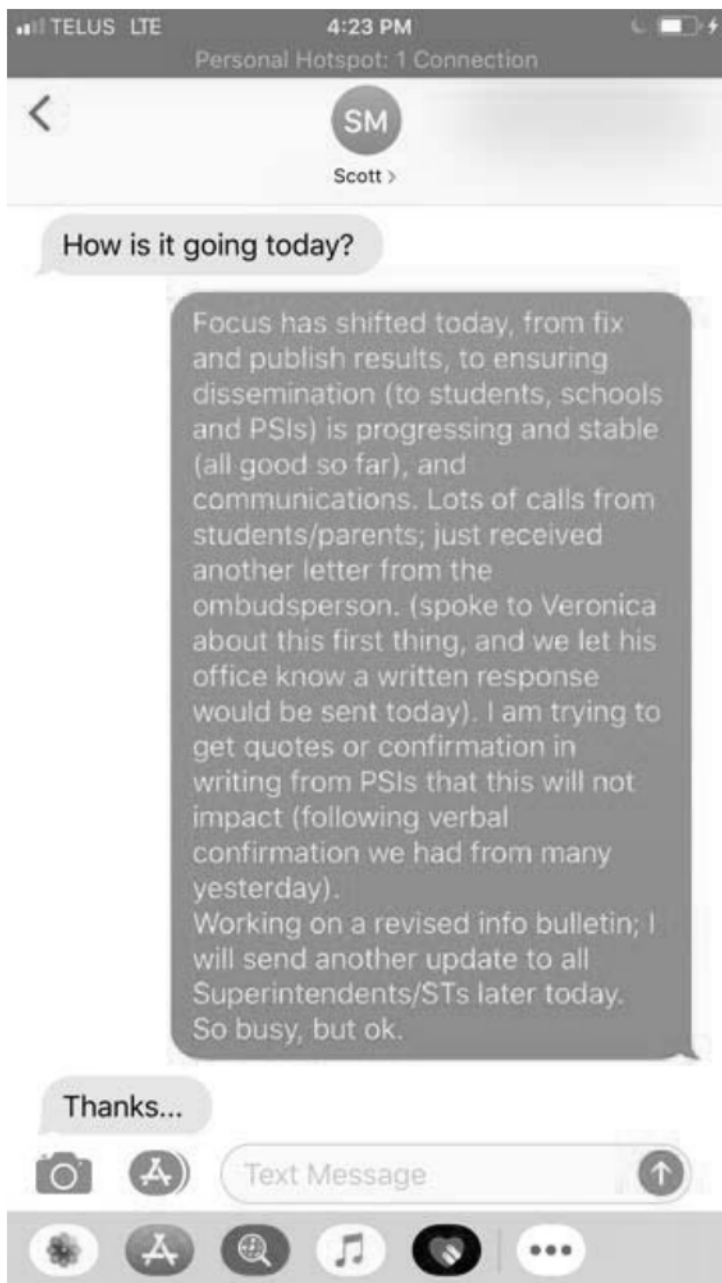 TELUS LTE 4:23 PM
Personal Hotspot: 1 Connection
SM
Scott >
How is it going today?
Focus has shifted today, from fix
and publish results, to ensuring
dissemination (to students, schools
and PSIs) is progressing and stable
(all good so far), and
communications. Lots of calls from
students/parents; just received
another letter from the
ombudsperson. (spoke to Veronica
about this first thing, and we let his
office know a written response
would be sent today). I am trying to
get quotes or confirmation in
writing from PSIs that this will not
impact (following verbal
confirmation we had from many
yesterday).
Working on a revised info bulletin; I
will send another update to all
Superintendents/STs later today.
So busy, but ok.
Thanks...
Text Message